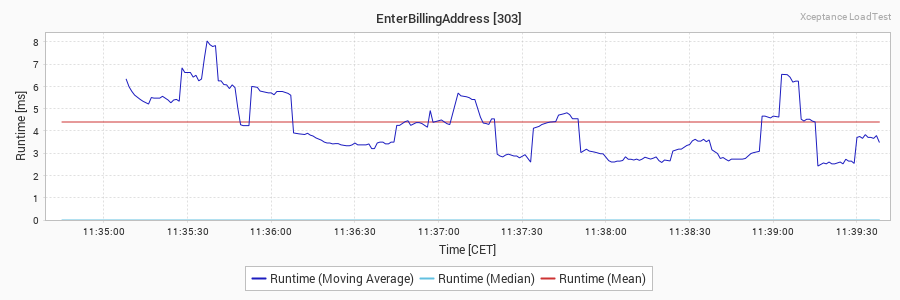 EnterBillingAddress [303]
Xceptance LoadTest
Runtime [ms]
8
7
6
5
4
3
2
1
0
11:35:00 11:35:30 11:36:00 11:36:30 11:37:00 11:37:30 11:38:00 11:38:30 11:39:00 11:39:30
Time [CET]
Runtime (Moving Average) Runtime (Median) Runtime (Mean)